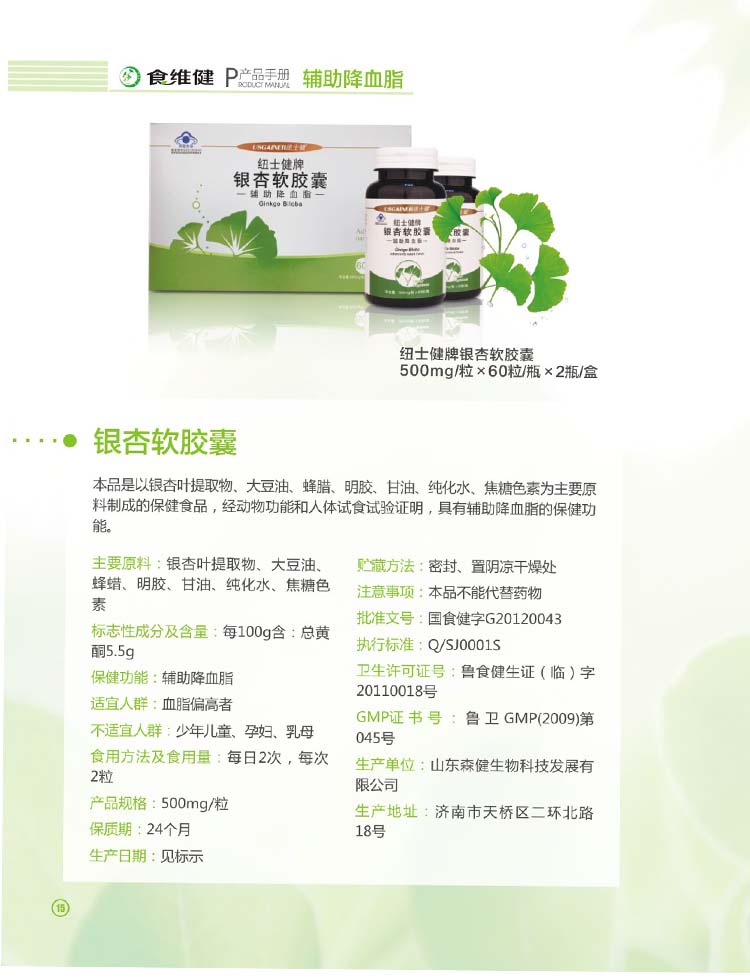 食维健 P产品手册 PRODUCT MANUAL 辅助降血脂
USGAINER纽士健
纽士健牌
银杏软胶囊
辅助降血脂
Ginkgo Biloba
纽士健牌
银杏软胶囊
辅助降血脂
Ginkgo Biloba
纽士健牌银杏软胶囊
500mg/粒×60粒/瓶×2瓶/盒
银杏软胶囊
本品是以银杏叶提取物、大豆油、蜂腊、明胶、甘油、纯化水、焦糖色素为主要原
料制成的保健食品，经动物功能和人体试食试验证明，具有辅助降血脂的保健功
能。
主要原料：银杏叶提取物、大豆油、
蜂蜡、明胶、甘油、纯化水、焦糖色
素
标志性成分及含量：每100g含：总黄
酮5.5g
保健功能：辅助降血脂
适宜人群：血脂偏高者
不适宜人群：少年儿童、孕妇、乳母
食用方法及食用量：每日2次，每次
2粒
产品规格：500mg/粒
保质期：24个月
生产日期：见标示
贮藏方法：密封、置阴凉干燥处
注意事项：本品不能代替药物
批准文号：国食健字G20120043
执行标准：Q/SJ0001S
卫生许可证号：鲁食健生证（临）字
20110018号
GMP证书号：鲁卫GMP(2009)第
045号
生产单位：山东森健生物科技发展有
限公司
生产地址：济南市天桥区二环北路
18号
15